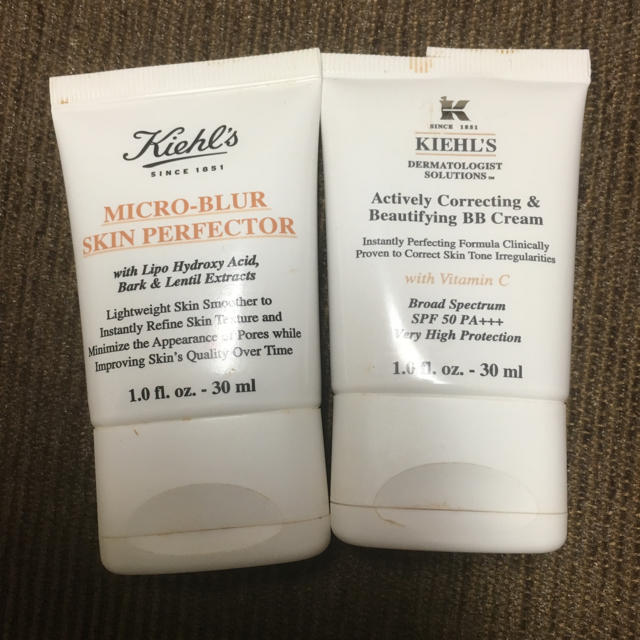 Kiehl's
SINCE 1851
MICRO-BLUR
SKIN PERFECTOR
with Lipo Hydroxy Acid,
Bark & Lentil Extracts
Lightweight Skin Smoother to
Instantly Refine Skin Texture and
Minimize the Appearance of Pores while
Improving Skin's Quality Over Time
1.0 fl. oz. - 30 ml
K
SINCE 1851
KIEHL'S
DERMATOLOGIST
SOLUTIONS™
Actively Correcting &
Beautifying BB Cream
Instantly Perfecting Formula Clinically
Proven to Correct Skin Tone Irregularities
with Vitamin C
Broad Spectrum
SPF 50 PA+++
Very High Protection
1.0 fl. oz. - 30 ml